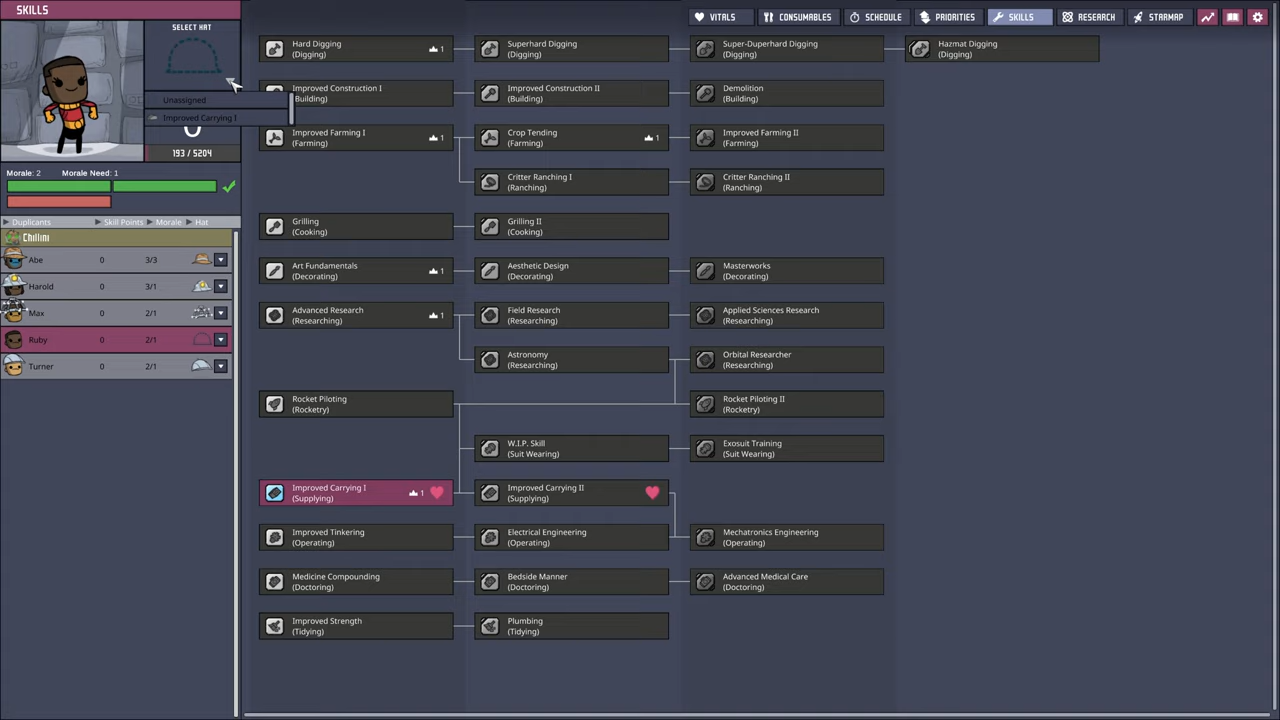 SKILLS
VITALS
CONSUMABLES
SCHEDULE
PRIORITIES
SKILLS
RESEARCH
STARMAP
SELECT HAT
Unassigned
Improved Carrying I
193 / 5204
Morale: 2
Morale Need: 1
Duplicants
Skill Points
Morale
Hat
Chillini
Abe 0 3/3
Harold 0 3/1
Max 0 2/1
Ruby 0 2/1
Turner 0 2/1
Hard Digging
(Digging)
1
Superhard Digging
(Digging)
Super-Duperhard Digging
(Digging)
Hazmat Digging
(Digging)
Improved Construction I
(Building)
Improved Construction II
(Building)
Demolition
(Building)
Improved Farming I
(Farming)
1
Crop Tending
(Farming)
1
Improved Farming II
(Farming)
Critter Ranching I
(Ranching)
Critter Ranching II
(Ranching)
Grilling
(Cooking)
Grilling II
(Cooking)
Art Fundamentals
(Decorating)
1
Aesthetic Design
(Decorating)
Masterworks
(Decorating)
Advanced Research
(Researching)
1
Field Research
(Researching)
Applied Sciences Research
(Researching)
Astronomy
(Researching)
Orbital Researcher
(Researching)
Rocket Piloting
(Rocketry)
Rocket Piloting II
(Rocketry)
W.I.P. Skill
(Suit Wearing)
Exosuit Training
(Suit Wearing)
Improved Carrying I
(Supplying)
1
Improved Carrying II
(Supplying)
Improved Tinkering
(Operating)
Electrical Engineering
(Operating)
Mechatronics Engineering
(Operating)
Medicine Compounding
(Doctoring)
Bedside Manner
(Doctoring)
Advanced Medical Care
(Doctoring)
Improved Strength
(Tidying)
Plumbing
(Tidying)